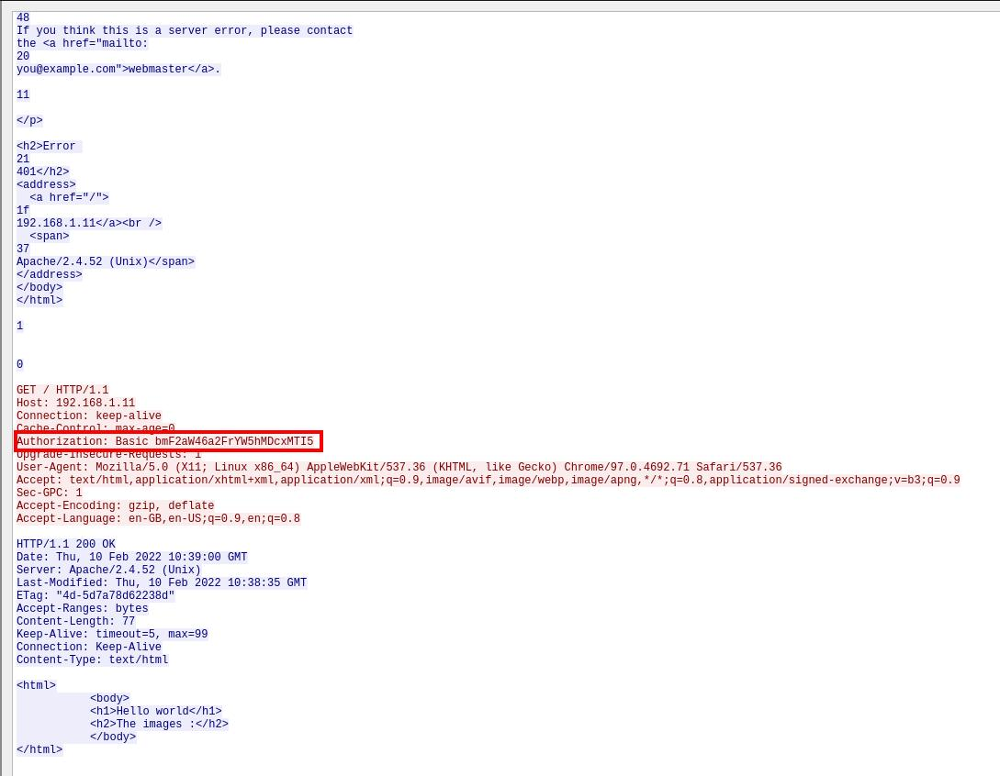 48
If you think this is a server error, please contact
the <a href="mailto:
20
you@example.com">webmaster</a>.
11
</p>
<h2>Error
21
401</h2>
<address>
<a href="/">
1f
192.168.1.11</a><br />
<span>
37
Apache/2.4.52 (Unix)</span>
</address>
</body>
</html>
1
0
GET / HTTP/1.1
Host: 192.168.1.11
Connection: keep-alive
Cache-Control: max-age=0
Authorization: Basic bmF2aW46a2FrYW5hMDcxMTI5
Upgrade-Insecure-Requests: 1
User-Agent: Mozilla/5.0 (X11; Linux x86_64) AppleWebKit/537.36 (KHTML, like Gecko) Chrome/97.0.4692.71 Safari/537.36
Accept: text/html,application/xhtml+xml,application/xml;q=0.9,image/avif,image/webp,image/apng,*/*;q=0.8,application/signed-exchange;v=b3;q=0.9
Sec-GPC: 1
Accept-Encoding: gzip, deflate
Accept-Language: en-GB,en-US;q=0.9,en;q=0.8
HTTP/1.1 200 OK
Date: Thu, 10 Feb 2022 10:39:00 GMT
Server: Apache/2.4.52 (Unix)
Last-Modified: Thu, 10 Feb 2022 10:38:35 GMT
ETag: "4d-5d7a78d62238d"
Accept-Ranges: bytes
Content-Length: 77
Keep-Alive: timeout=5, max=99
Connection: Keep-Alive
Content-Type: text/html
<html>
<body>
<h1>Hello world</h1>
<h2>The images :</h2>
</body>
</html>